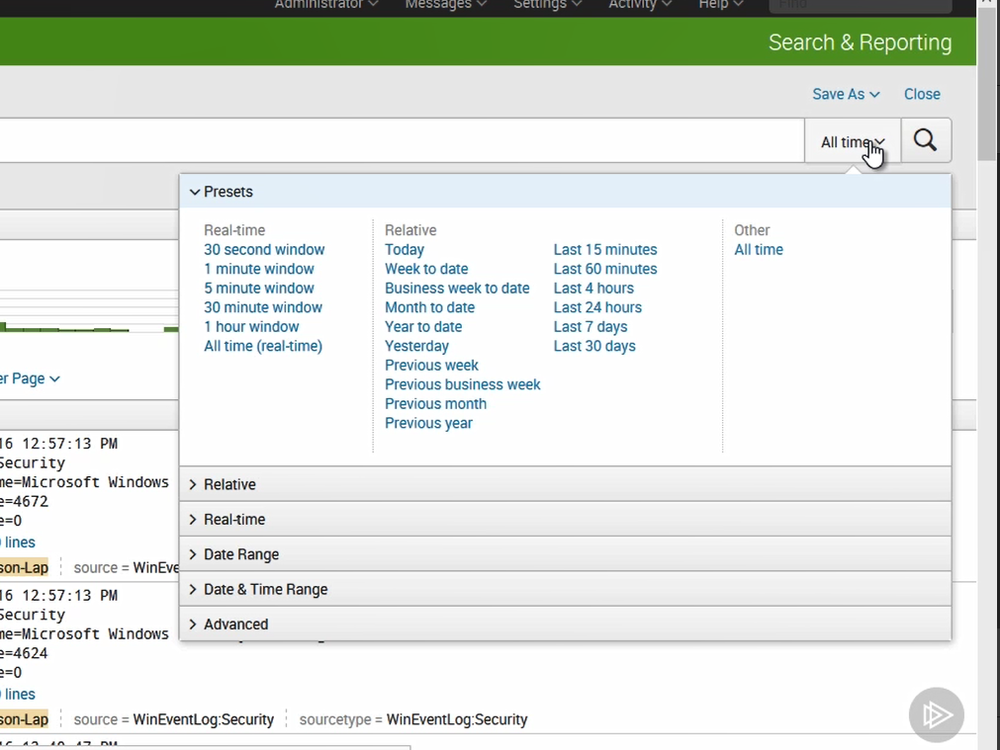 Administrator Messages Settings Activity Help Find
Search & Reporting
Save As Close
All time
Presets
Real-time
30 second window
1 minute window
5 minute window
30 minute window
1 hour window
All time (real-time)
Relative
Today
Week to date
Business week to date
Month to date
Year to date
Yesterday
Previous week
Previous business week
Previous month
Previous year
Last 15 minutes
Last 60 minutes
Last 4 hours
Last 24 hours
Last 7 days
Last 30 days
Other
All time
Relative
Real-time
Date Range
Date & Time Range
Advanced
er Page
16 12:57:13 PM
Security
me=Microsoft Windows
e=4672
e=0
lines
son-Lap source = WinEve
16 12:57:13 PM
Security
me=Microsoft Windows
e=4624
e=0
lines
son-Lap source = WinEventLog:Security sourcetype = WinEventLog:Security